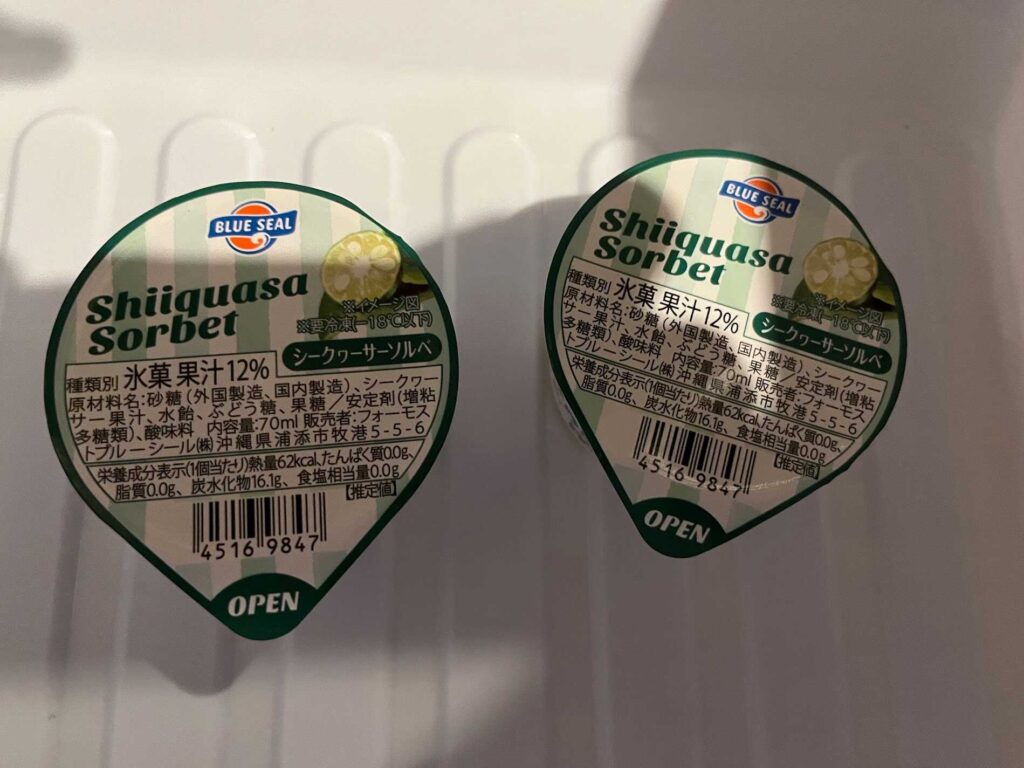 BLUE SEAL
Shiiquasa
Sorbet
※イメージ図
※要冷凍(−18℃以下)
シークヮーサーソルベ
種類別 氷菓 果汁12%
原材料名:砂糖(外国製造、国内製造)、シークヮー
サー果汁、水飴、ぶどう糖、果糖/安定剤(増粘
多糖類)、酸味料 内容量:70ml 販売者:フォーモス
トブルーシール(株)沖縄県浦添市牧港5-5-6
栄養成分表示(1個当たり)熱量62kcal、たんぱく質0.0g、
脂質0.0g、炭水化物16.1g、食塩相当量0.0g
【推定値】
4516 9847
OPEN
BLUE SEAL
Shiiquasa
Sorbet
※イメージ図
※要冷凍(−18℃以下)
シークヮーサーソルベ
種類別 氷菓 果汁12%
原材料名:砂糖(外国製造、国内製造)、シークヮー
サー果汁、水飴、ぶどう糖、果糖/安定剤(増粘
多糖類)、酸味料 内容量:70ml 販売者:フォーモス
トブルーシール(株)沖縄県浦添市牧港5-5-6
栄養成分表示(1個当たり)熱量62kcal、たんぱく質0.0g、
脂質0.0g、炭水化物16.1g、食塩相当量0.0g
【推定値】
4516 9847
OPEN